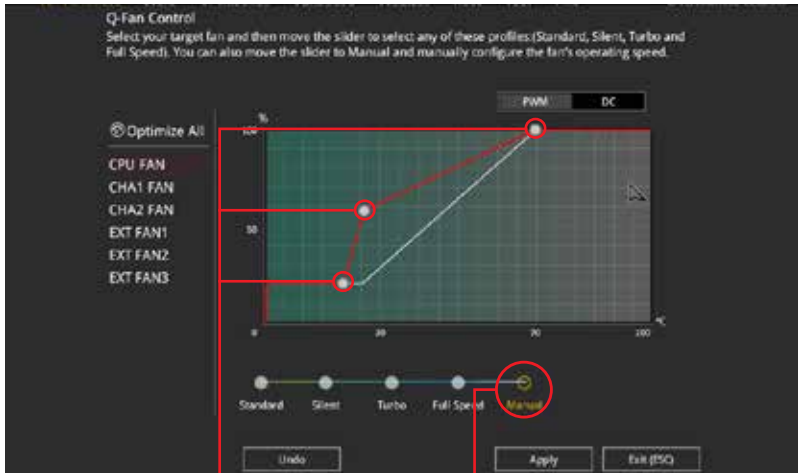 Q-Fan Control
Select your target fan and then move the slider to select any of these profiles:(Standard, Silent, Turbo and
Full Speed). You can also move the slider to Manual and manually configure the fan's operating speed.
PWM DC
%
Optimize All
100
CPU FAN
CHA1 FAN
CHA2 FAN
EXT FAN1
50
EXT FAN2
EXT FAN3
°C
0 30 70 100
Standard Silent Turbo Full Speed Manual
Undo Apply Exit (ESC)